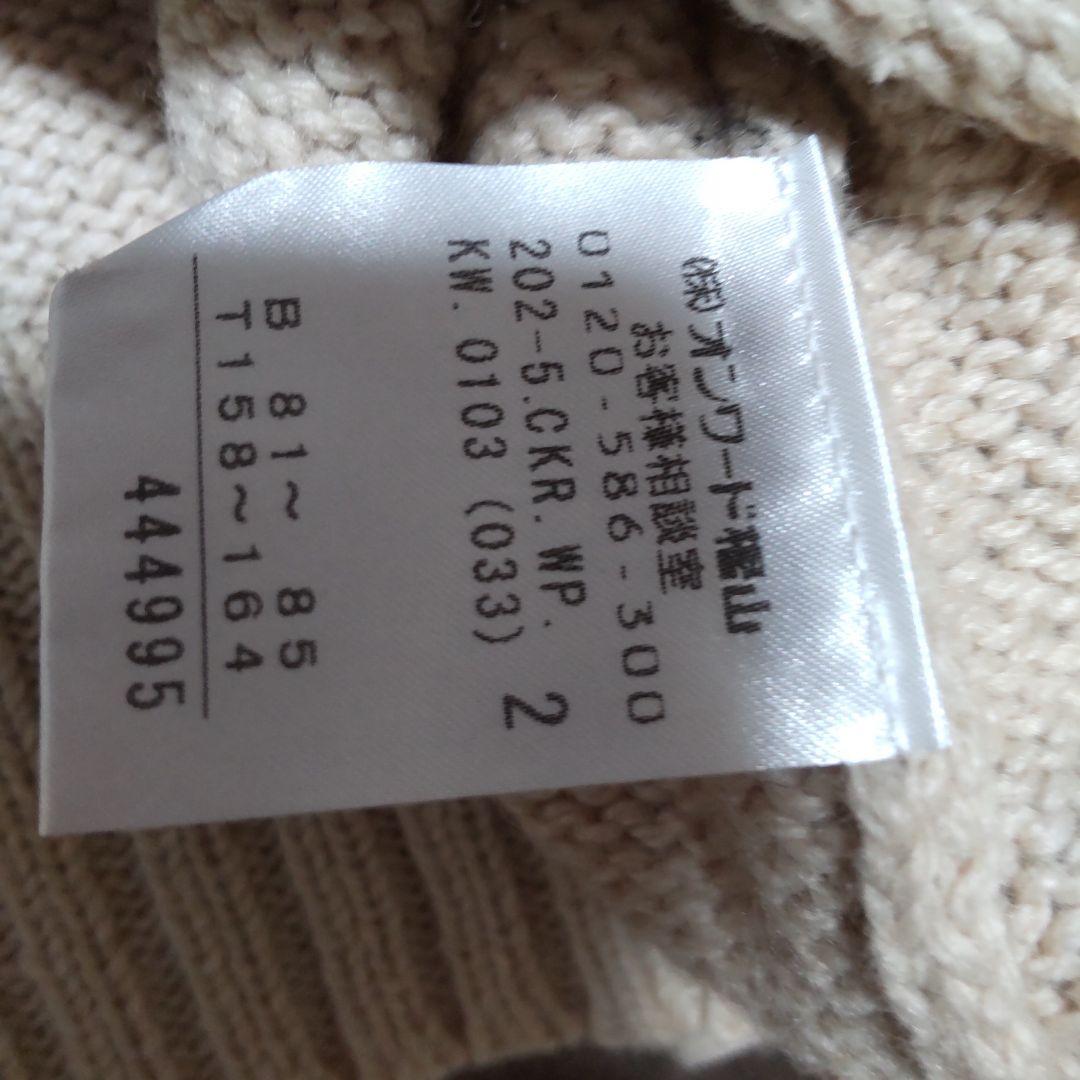 ㈱オンワード樫山
お客様相談室
0120-586-300
202-5.CKR.WP. 2
KW.0103 (033)
B 81~ 85
T158~164
444995